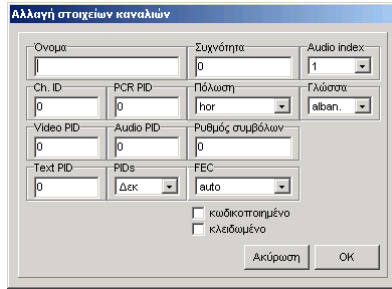 Αλλαγή στοιχείων καναλιών
Όνομα Συχνότητα Audio index
0 1
Ch. ID PCR PID Πόλωση Γλώσσα
0 0 hor alban.
Video PID Audio PID Ρυθμός συμβόλων
0 0 0
Text PID PIDs FEC
0 Δεκ auto
κωδικοποιημένο
κλειδωμένο
Ακύρωση OK